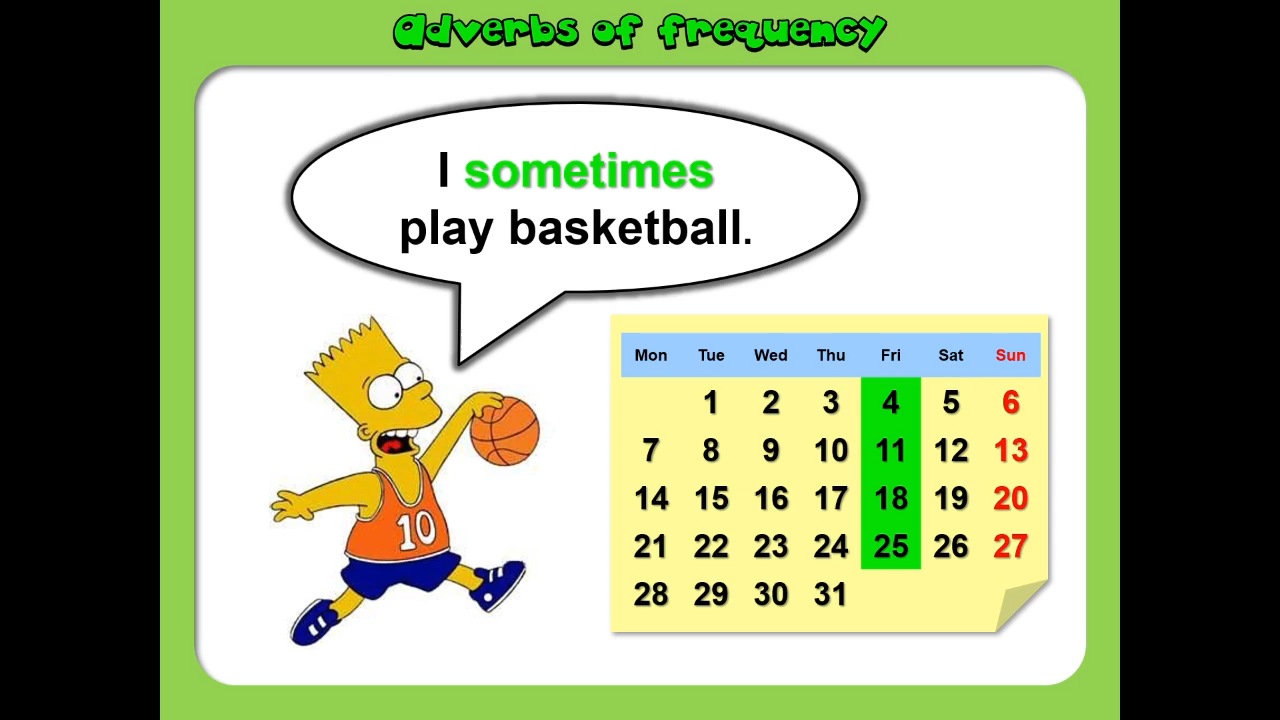 Adverbs of frequency
I sometimes
play basketball.
Mon Tue Wed Thu Fri Sat Sun
1 2 3 4 5 6
7 8 9 10 11 12 13
14 15 16 17 18 19 20
21 22 23 24 25 26 27
28 29 30 31
10